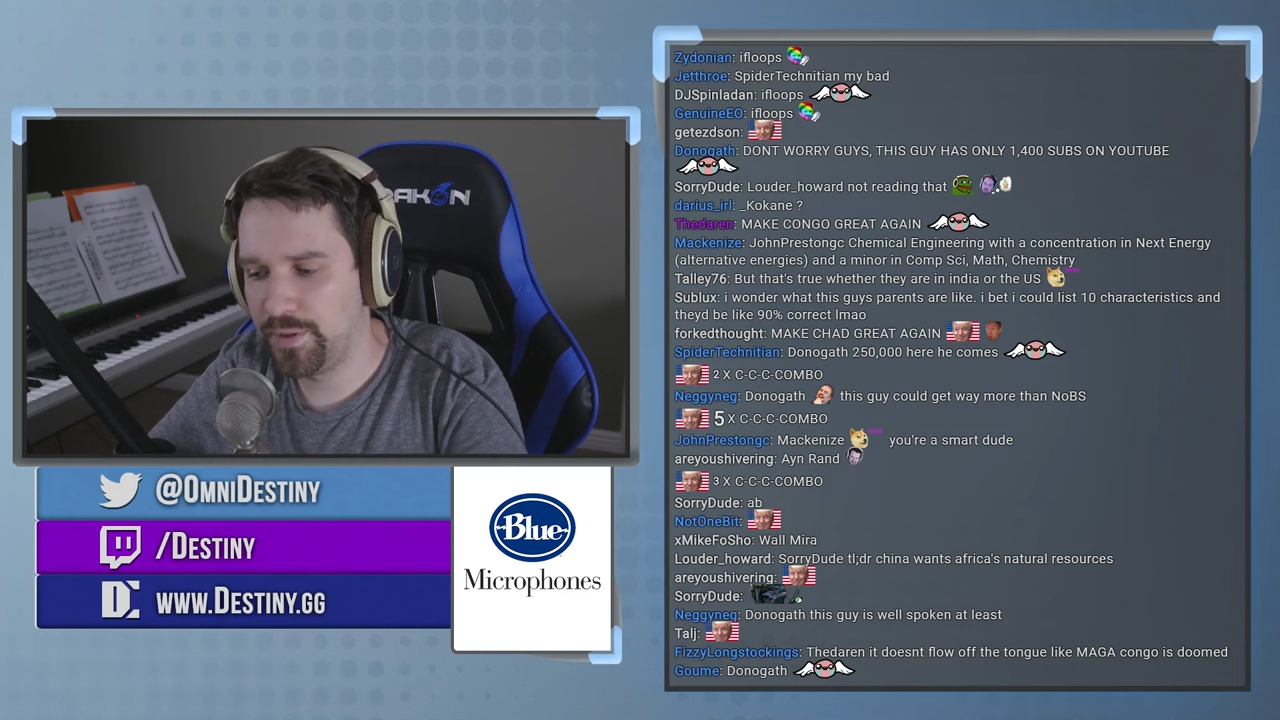 Zydonian: ifloops
Jetthroe: SpiderTechnitian my bad
DJSpinladan: ifloops
GenuineEO: ifloops
getezdson:
Donogath: DONT WORRY GUYS, THIS GUY HAS ONLY 1,400 SUBS ON YOUTUBE
SorryDude: Louder_howard not reading that
darius_irl: _Kokane ?
Thedaren: MAKE CONGO GREAT AGAIN
Mackenize: JohnPrestongc Chemical Engineering with a concentration in Next Energy
(alternative energies) and a minor in Comp Sci, Math, Chemistry
Talley76: But that's true whether they are in india or the US
Sublux: i wonder what this guys parents are like. i bet i could list 10 characteristics and
theyd be like 90% correct lmao
forkedthought: MAKE CHAD GREAT AGAIN
SpiderTechnitian: Donogath 250,000 here he comes
2 X C-C-C-COMBO
Neggyneg: Donogath this guy could get way more than NoBS
5 X C-C-C-COMBO
JohnPrestongc: Mackenize you're a smart dude
areyoushivering: Ayn Rand
3 X C-C-C-COMBO
SorryDude: ab
NotOneBit:
xMikeFoSho: Wall Mira
Louder_howard: SorryDude tl;dr china wants africa's natural resources
areyoushivering:
SorryDude:
Neggyneg: Donogath this guy is well spoken at least
Talj:
FizzyLongstockings: Thedaren it doesnt flow off the tongue like MAGA congo is doomed
Goume: Donogath
@OmniDestiny
/Destiny
www.Destiny.gg
Blue
Microphones